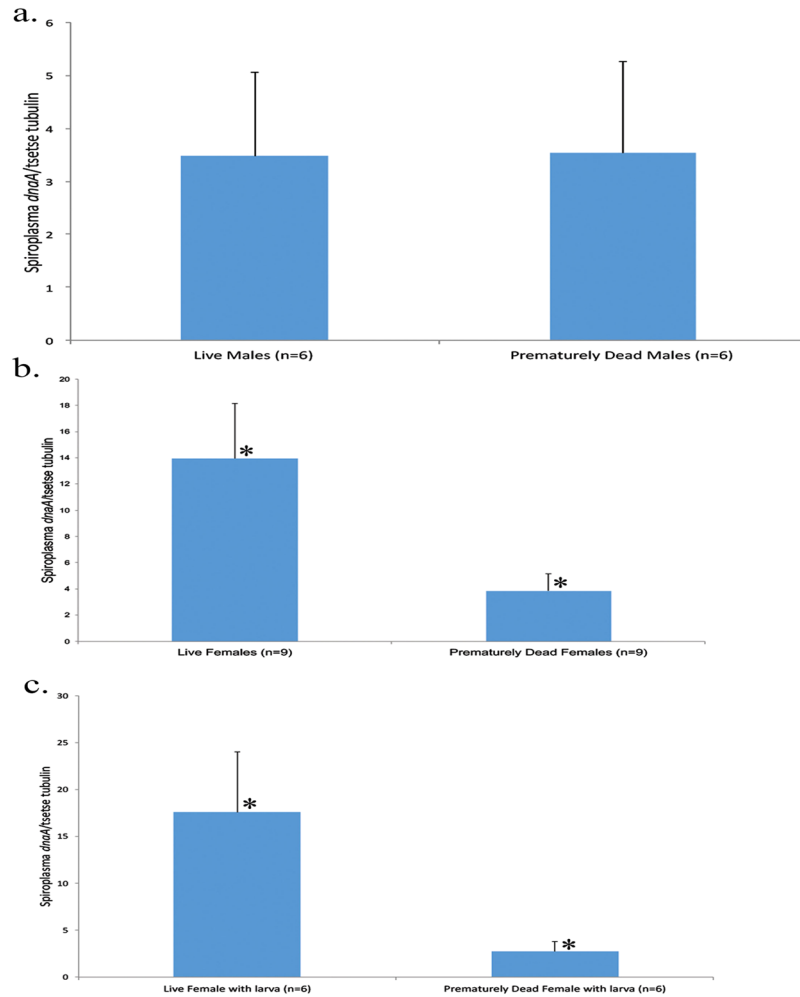 a.
Spiroplasma dnaA/tsetse tubulin
6
5
4
3
2
1
0
Live Males (n=6)
Prematurely Dead Males (n=6)
b.
Spiroplasma dnaA/tsetse tubulin
20
18
16
14
12
10
8
6
4
2
0
*
*
Live Females (n=9)
Prematurely Dead Females (n=9)
c.
Spiroplasma dnaA/tsetse tubulin
30
25
20
15
10
5
0
*
*
Live Female with larva (n=6)
Prematurely Dead Female with larva (n=6)